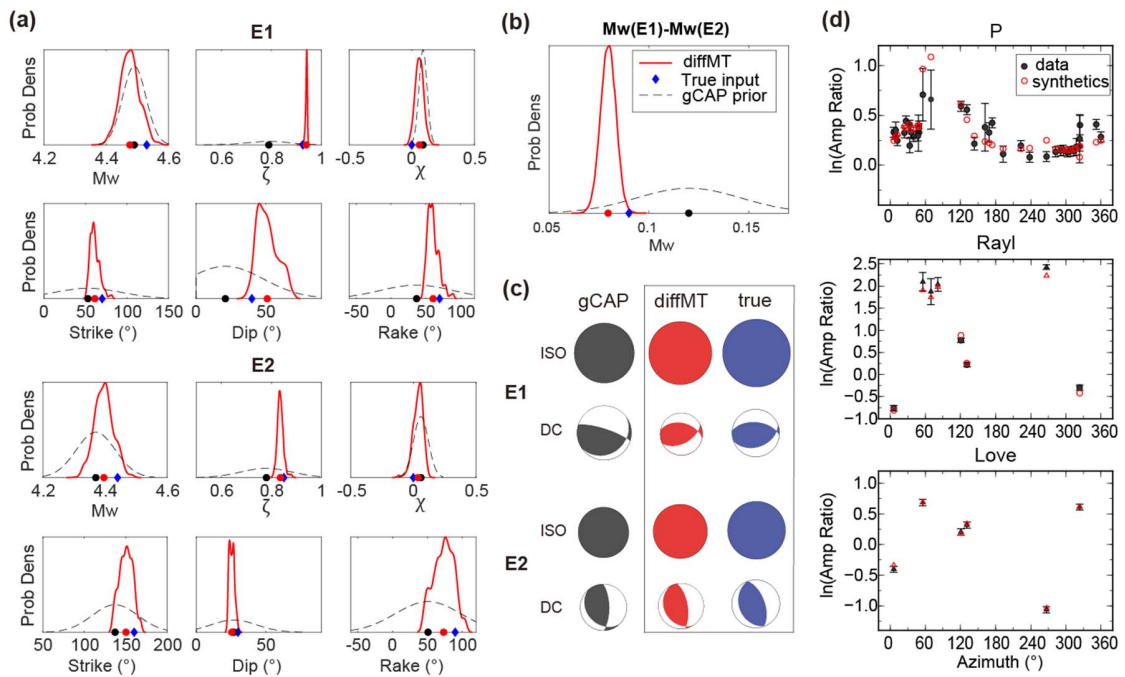 (a)
E1
Prob Dens
4.2 4.4 4.6
Mw
0 0.5 1
ζ
-0.5 0 0.5
χ
Prob Dens
0 50 100 150
Strike (°)
0 50
Dip (°)
0 50 100
Rake (°)
E2
Prob Dens
4.2 4.4 4.6
Mw
0 0.5 1
ζ
-0.5 0 0.5
χ
Prob Dens
50 100 150 200
Strike (°)
0 50
Dip (°)
0 50 100
Rake (°)
(b)
Mw(E1)-Mw(E2)
diffMT
True input
gCAP prior
Prob Dens
0.05 0.1 0.15
Mw
(c)
gCAP diffMT true
ISO
E1
DC
ISO
E2
DC
(d)
P
data
synthetics
ln(Amp Ratio)
1.0
0.5
0.0
0 60 120 180 240 300 360
Rayl
ln(Amp Ratio)
2.5
2.0
1.5
1.0
0.5
0.0
−0.5
−1.0
0 60 120 180 240 300 360
Love
ln(Amp Ratio)
1.0
0.5
0.0
−0.5
−1.0
0 60 120 180 240 300 360
Azimuth (°)